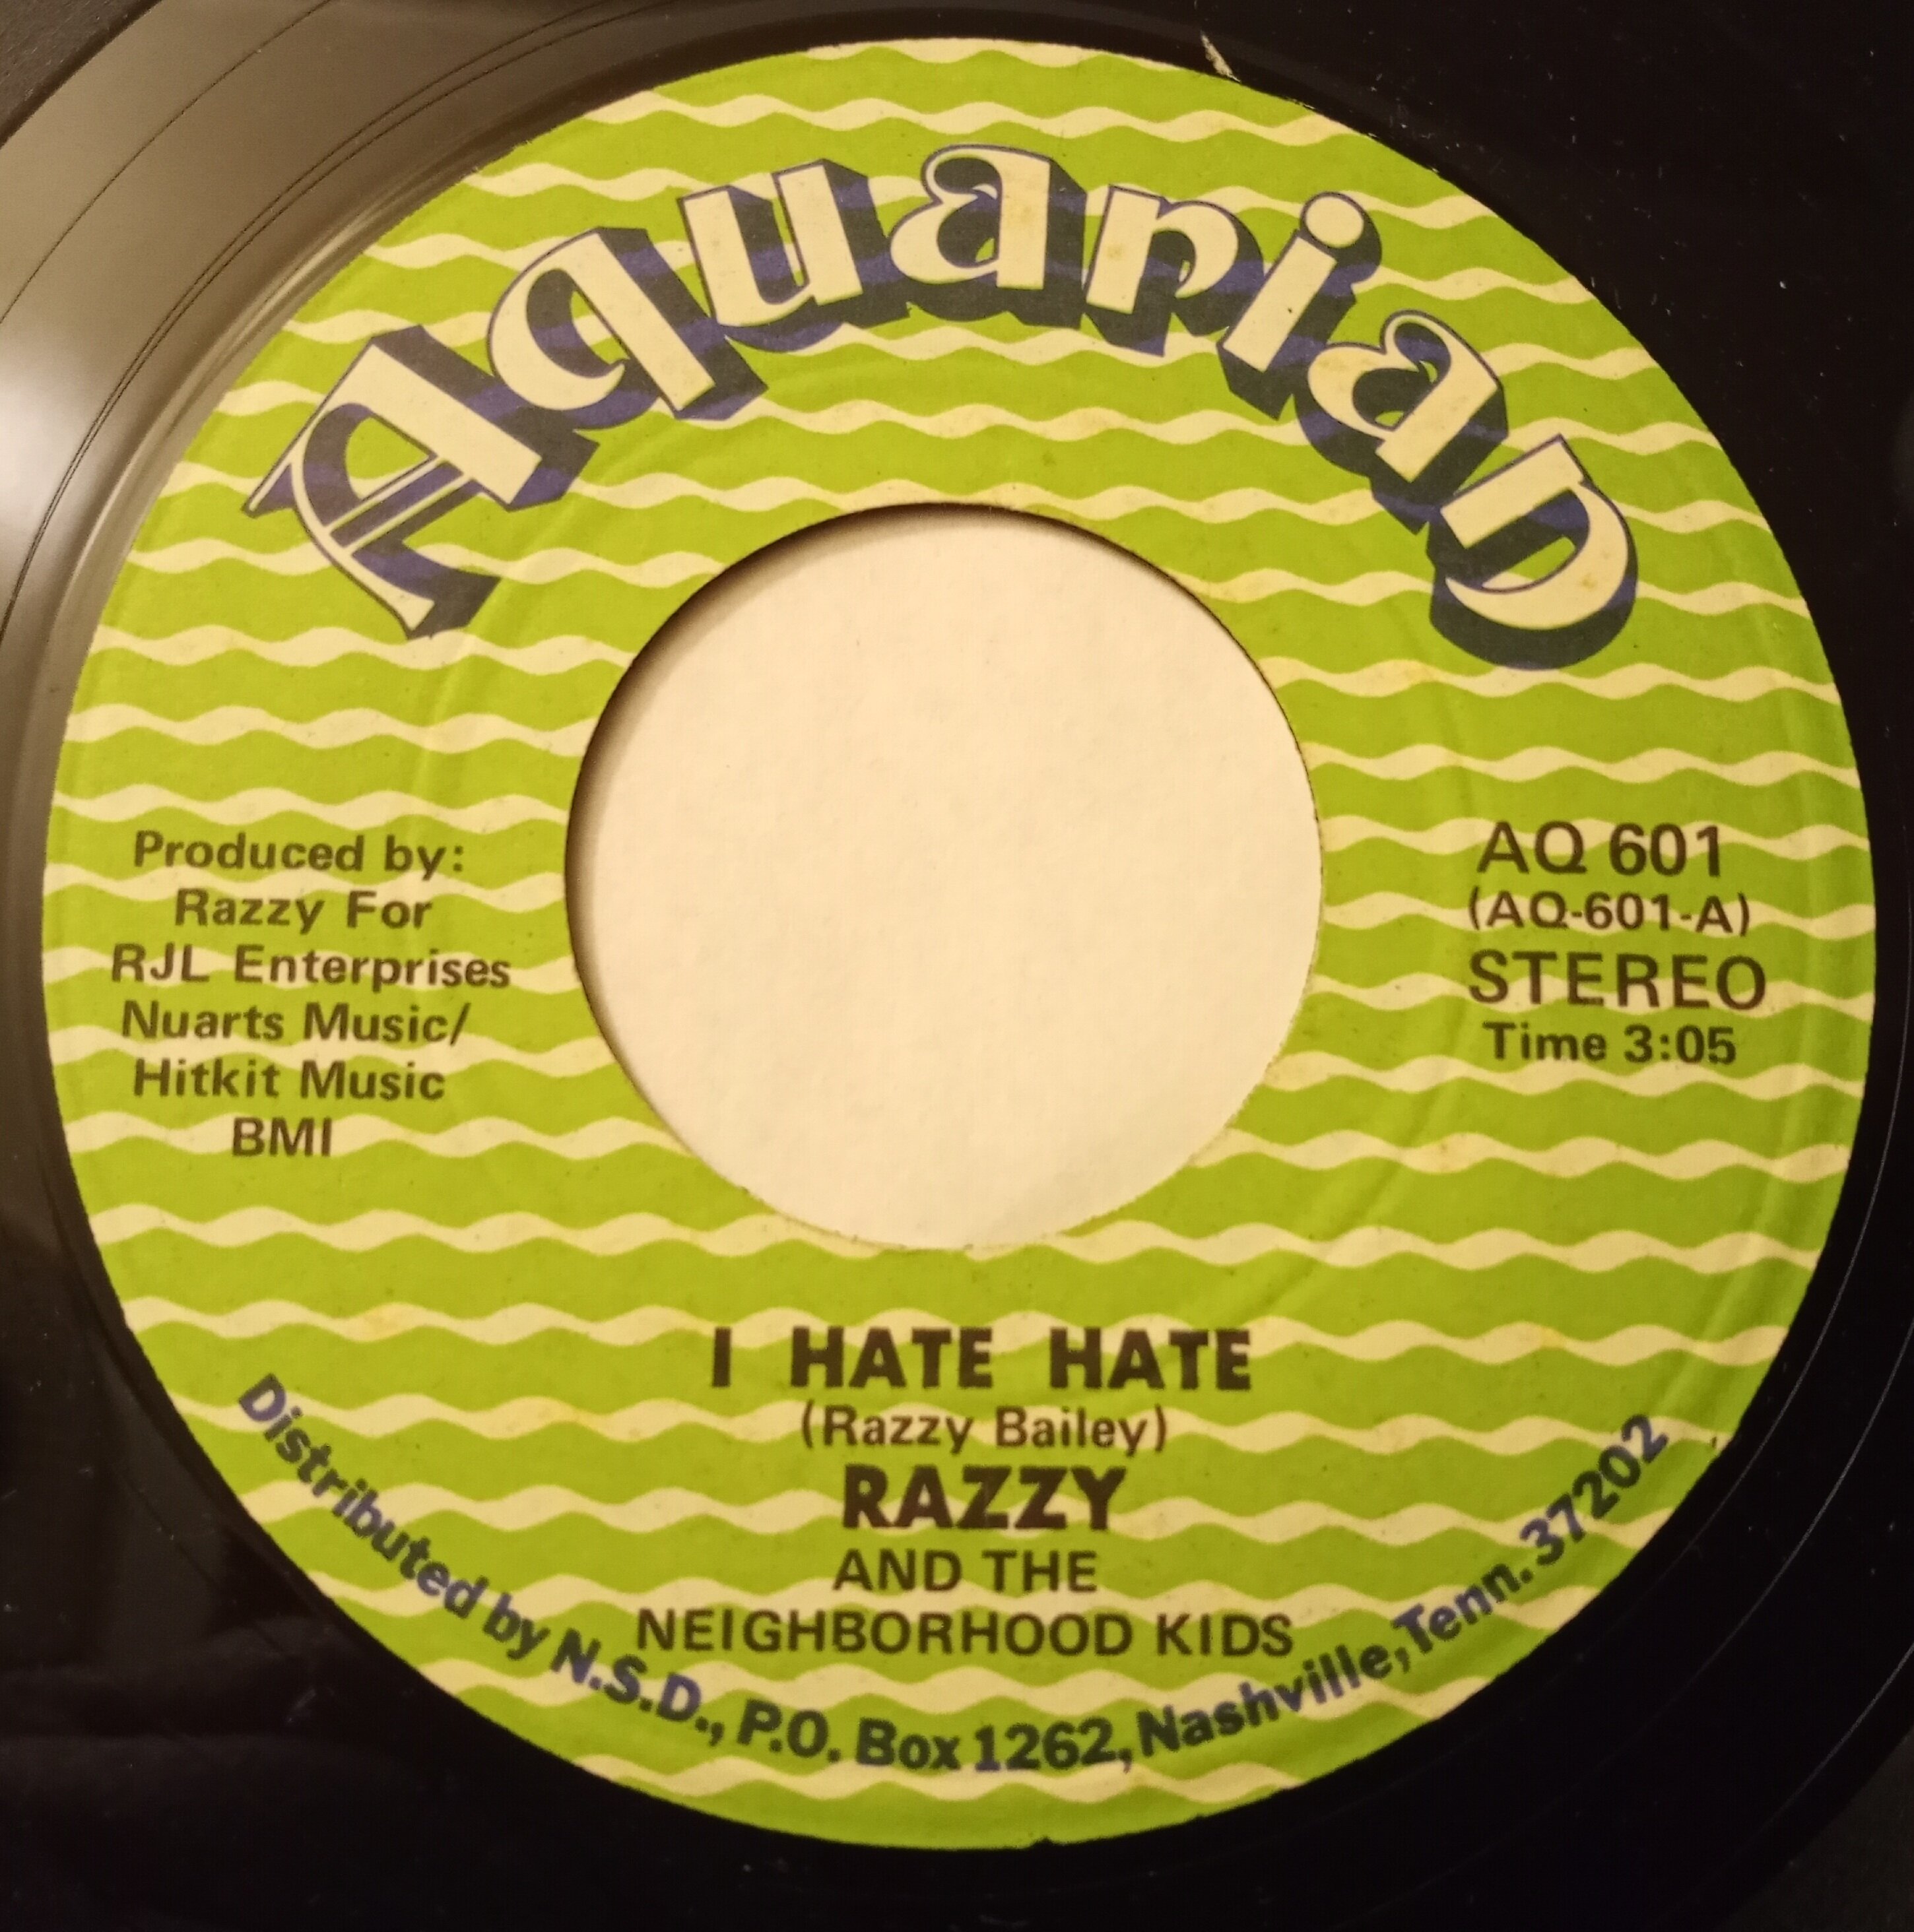 Aquarian
Produced by:
Razzy For
RJL Enterprises
Nuarts Music/
Hitkit Music
BMI
AQ 601
(AQ-601-A)
STEREO
Time 3:05
I HATE HATE
(Razzy Bailey)
RAZZY
AND THE
NEIGHBORHOOD KIDS
Distributed by N.S.D., P.O. Box 1262, Nashville, Tenn. 37202